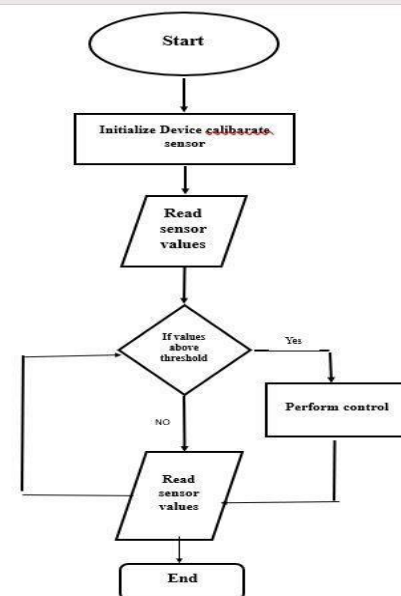 Start
Initialize Device calibarate
sensor
Read
sensor
values
If values
above
threshold
Yes
Perform control
NO
Read
sensor
values
End